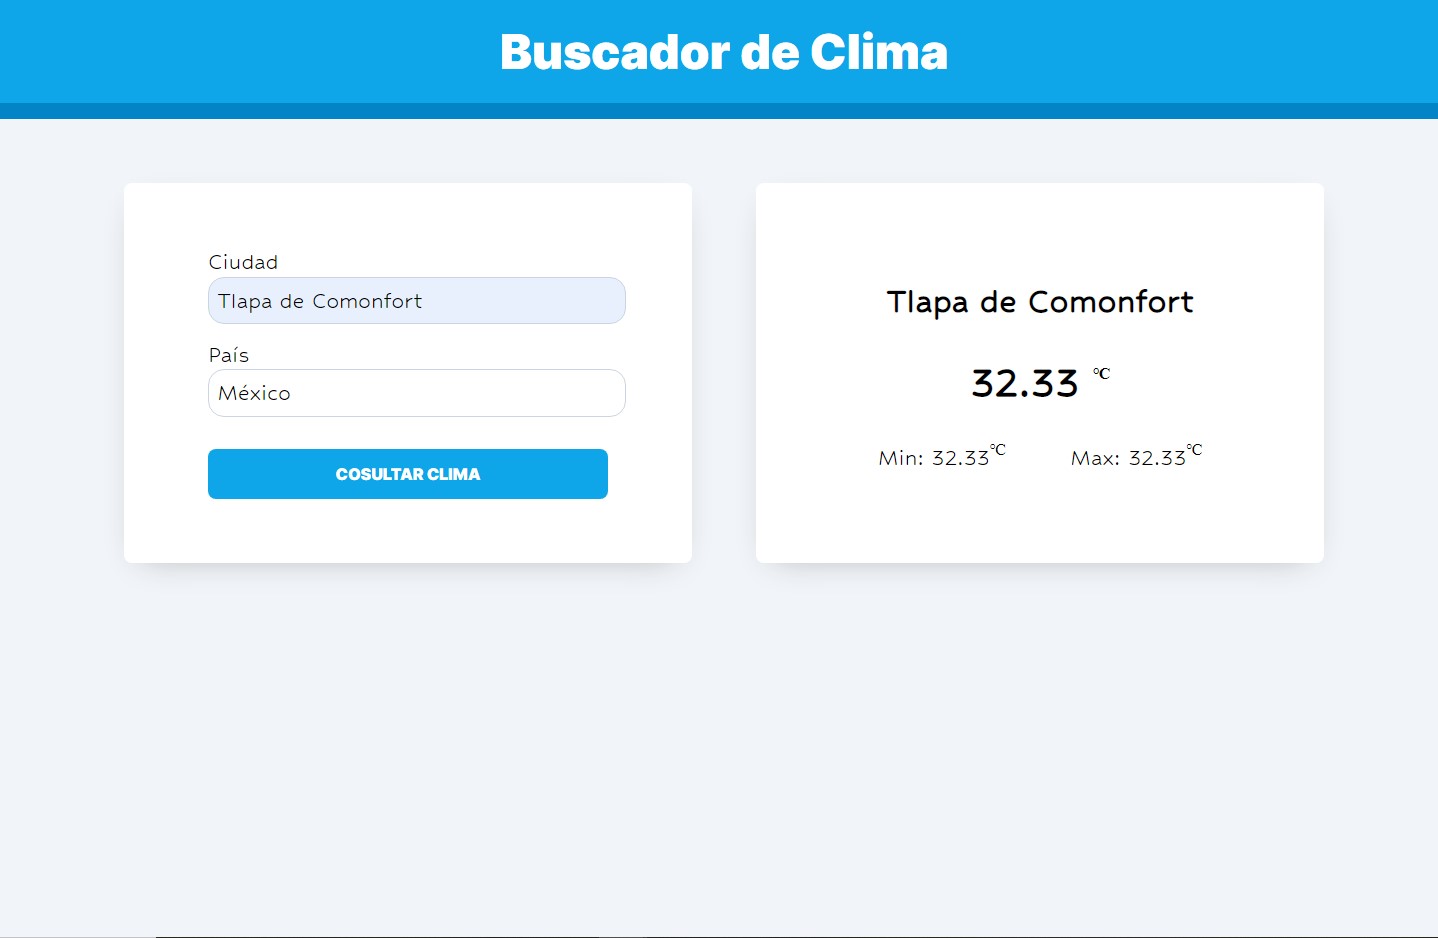 Buscador de Clima
Ciudad
Tlapa de Comonfort
País
México
COSULTAR CLIMA
Tlapa de Comonfort
32.33 °C
Min: 32.33°C Max: 32.33°C